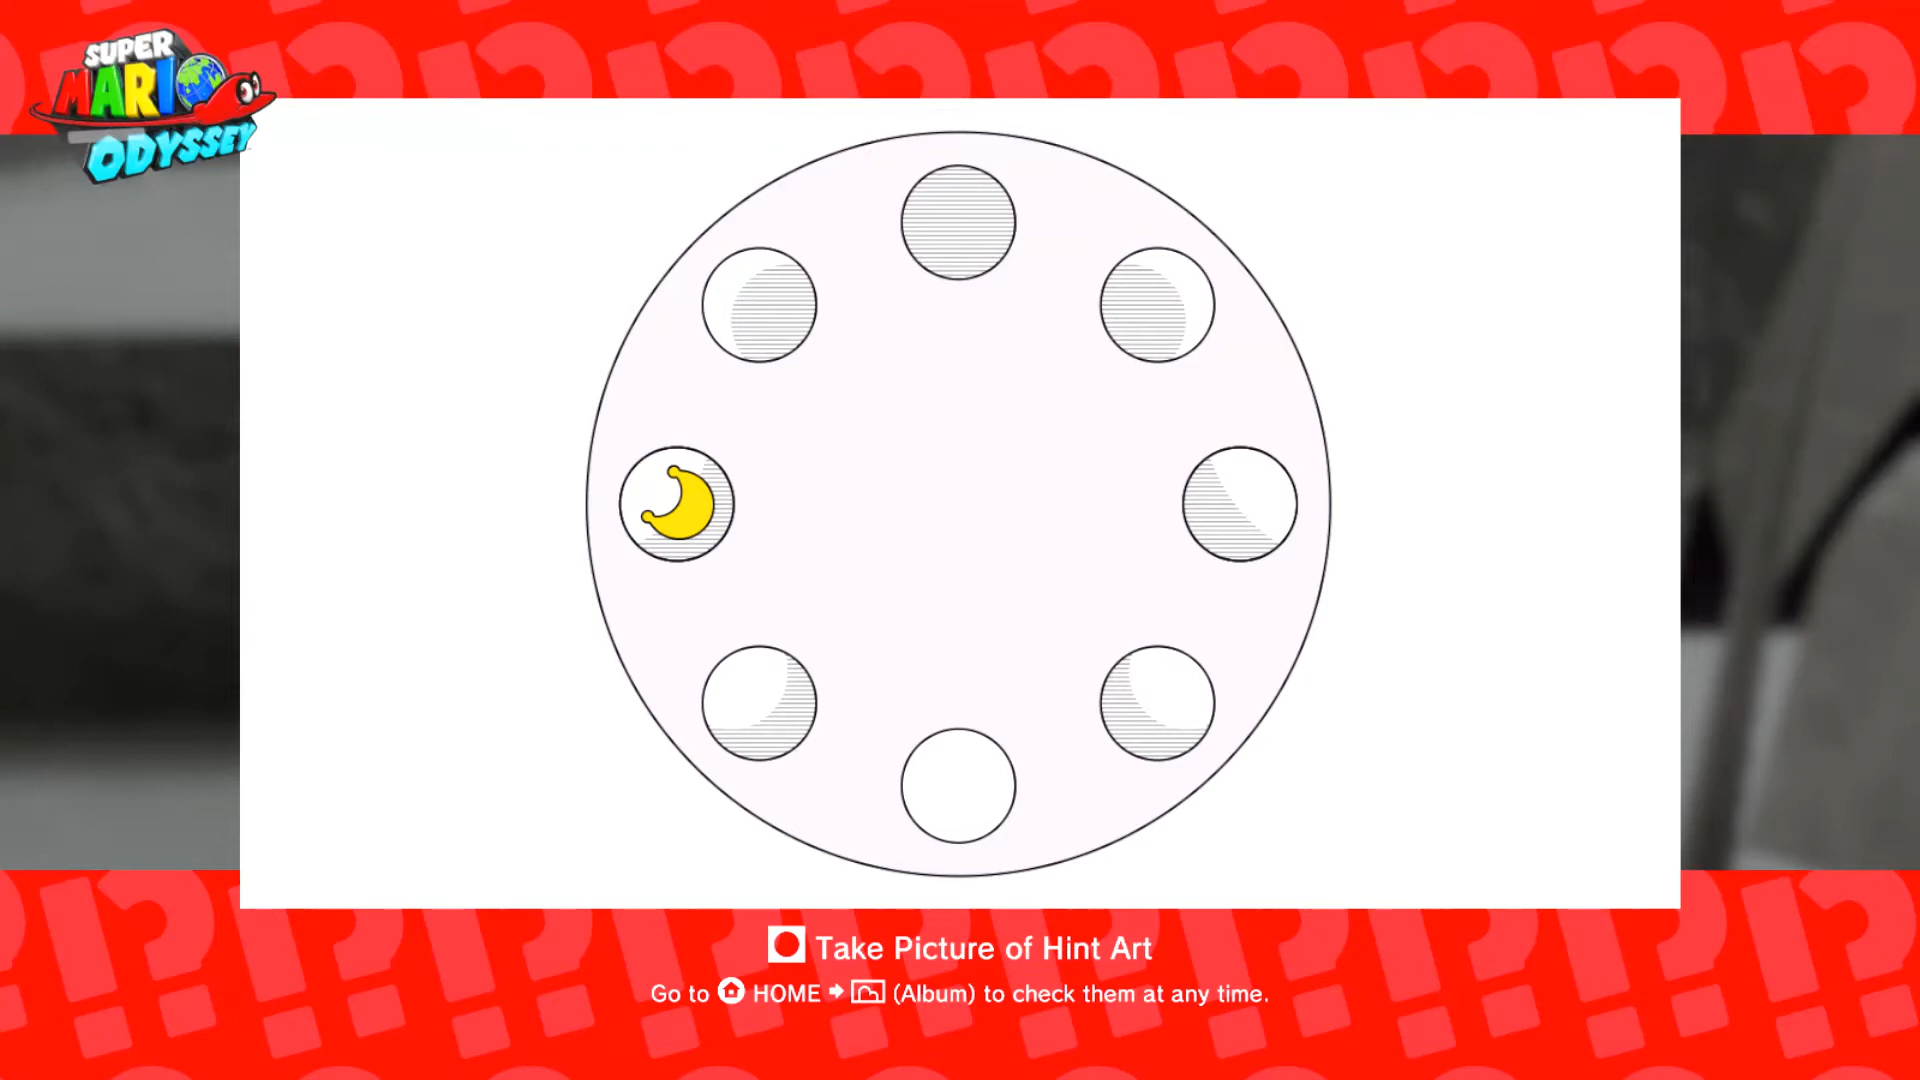 SUPER
MARIO
ODYSSEY
Take Picture of Hint Art
Go to HOME (Album) to check them at any time.